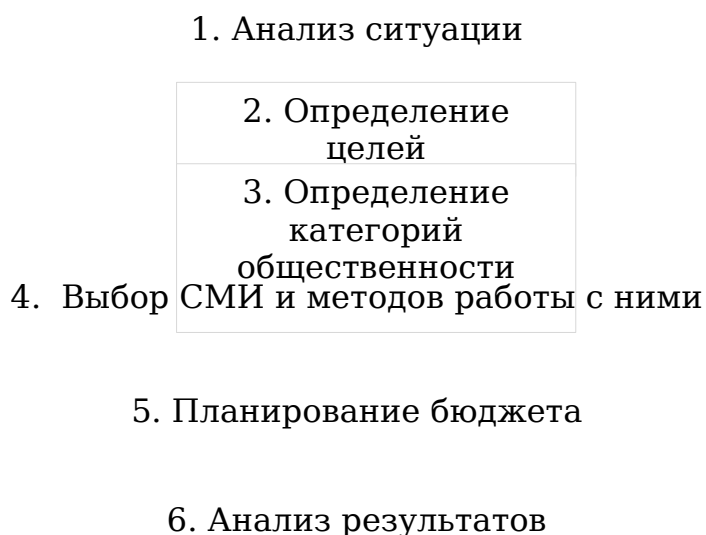 1. Анализ ситуации
2. Определение
целей
3. Определение
категорий
общественности
4. Выбор СМИ и методов работы с ними
5. Планирование бюджета
6. Анализ результатов